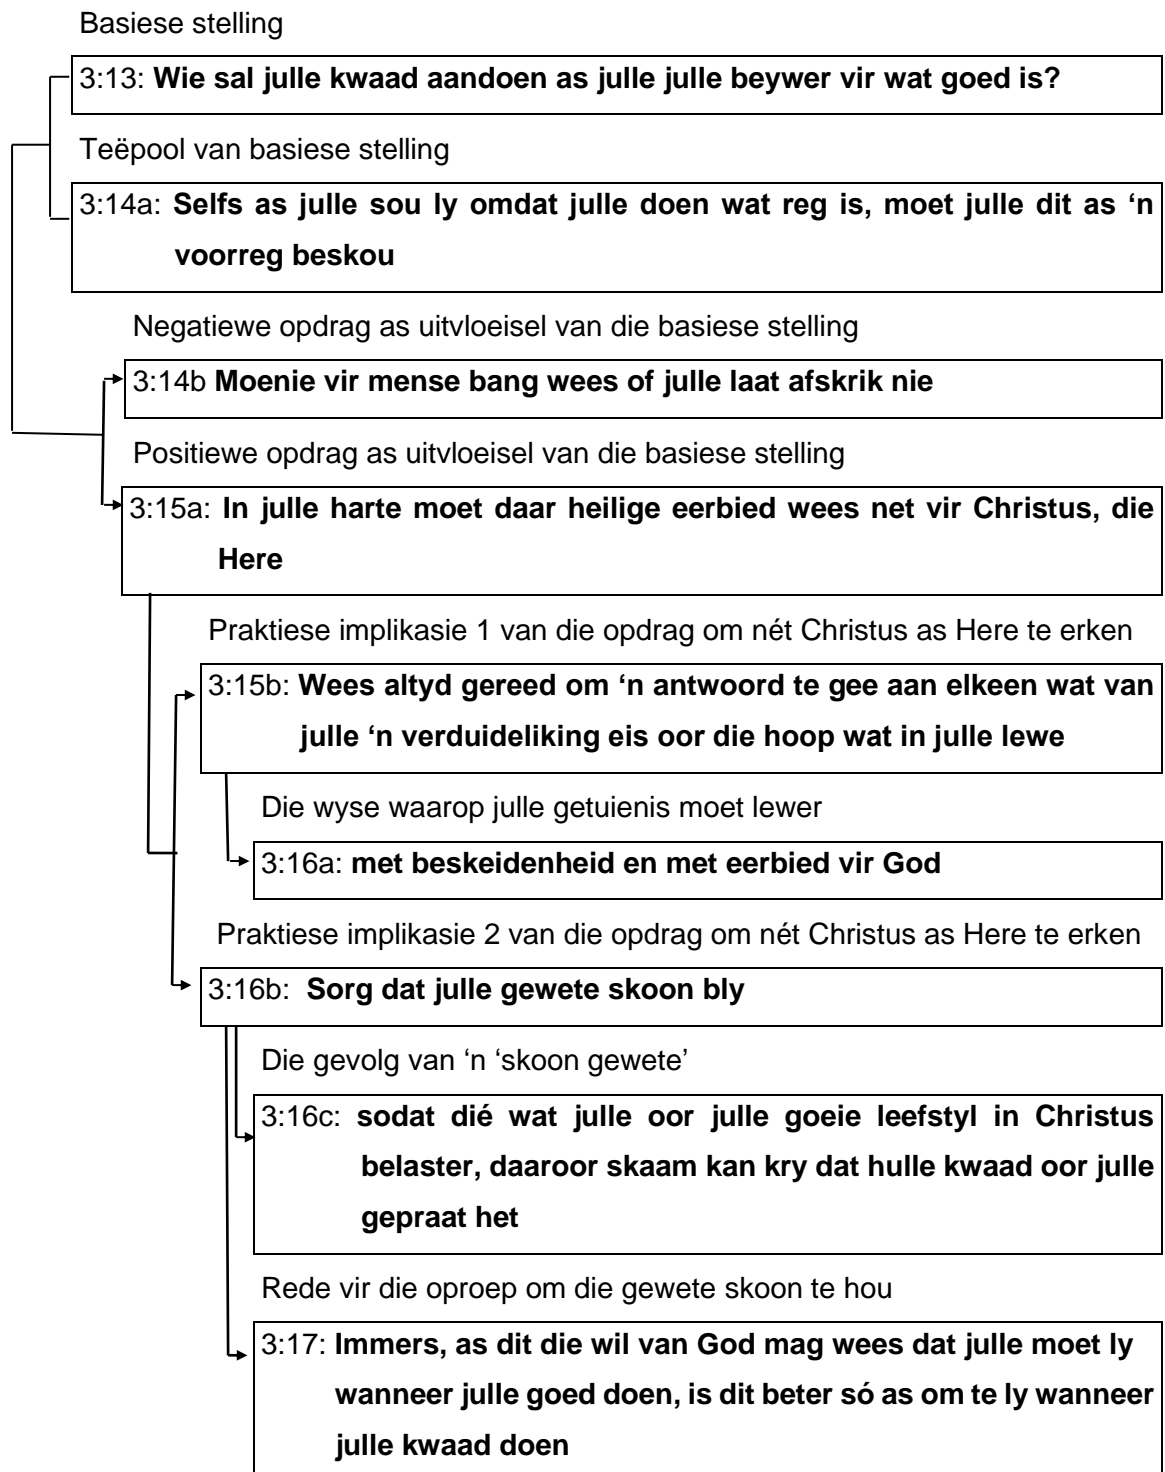 Basiese stelling
3:13: Wie sal julle kwaad aandoen as julle julle beywer vir wat goed is?
Teëpool van basiese stelling
3:14a: Selfs as julle sou ly omdat julle doen wat reg is, moet julle dit as ‘n
voorreg beskou
Negatiewe opdrag as uitvloeisel van die basiese stelling
3:14b Moenie vir mense bang wees of julle laat afskrik nie
Positiewe opdrag as uitvloeisel van die basiese stelling
3:15a: In julle harte moet daar heilige eerbied wees net vir Christus, die
Here
Praktiese implikasie 1 van die opdrag om nét Christus as Here te erken
3:15b: Wees altyd gereed om ‘n antwoord te gee aan elkeen wat van
julle ‘n verduideliking eis oor die hoop wat in julle lewe
Die wyse waarop julle getuienis moet lewer
3:16a: met beskeidenheid en met eerbied vir God
Praktiese implikasie 2 van die opdrag om nét Christus as Here te erken
3:16b: Sorg dat julle gewete skoon bly
Die gevolg van ‘n ‘skoon gewete’
3:16c: sodat dié wat julle oor julle goeie leefstyl in Christus
belaster, daaroor skaam kan kry dat hulle kwaad oor julle
gepraat het
Rede vir die oproep om die gewete skoon te hou
3:17: Immers, as dit die wil van God mag wees dat julle moet ly
wanneer julle goed doen, is dit beter só as om te ly wanneer
julle kwaad doen